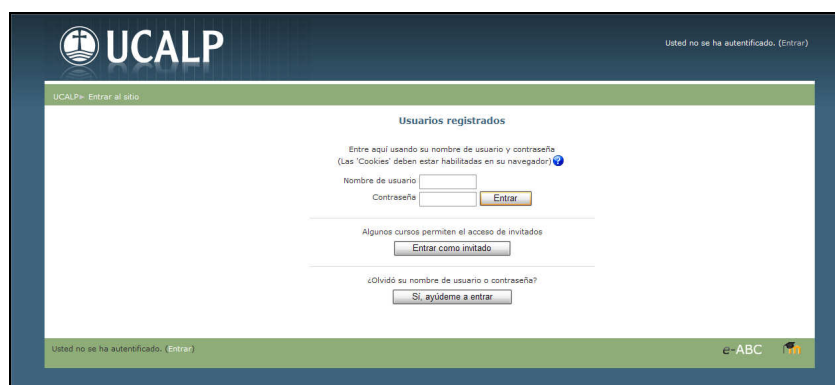 UCALP
Usted no se ha autentificado. (Entrar)
UCALP► Entrar al sitio
Usuarios registrados
Entre aquí usando su nombre de usuario y contraseña
(Las 'Cookies' deben estar habilitadas en su navegador) ?
Nombre de usuario
Contraseña Entrar
Algunos cursos permiten el acceso de invitados
Entrar como invitado
¿Olvidó su nombre de usuario o contraseña?
Sí, ayúdeme a entrar
Usted no se ha autentificado. (Entrar)
e-ABC m